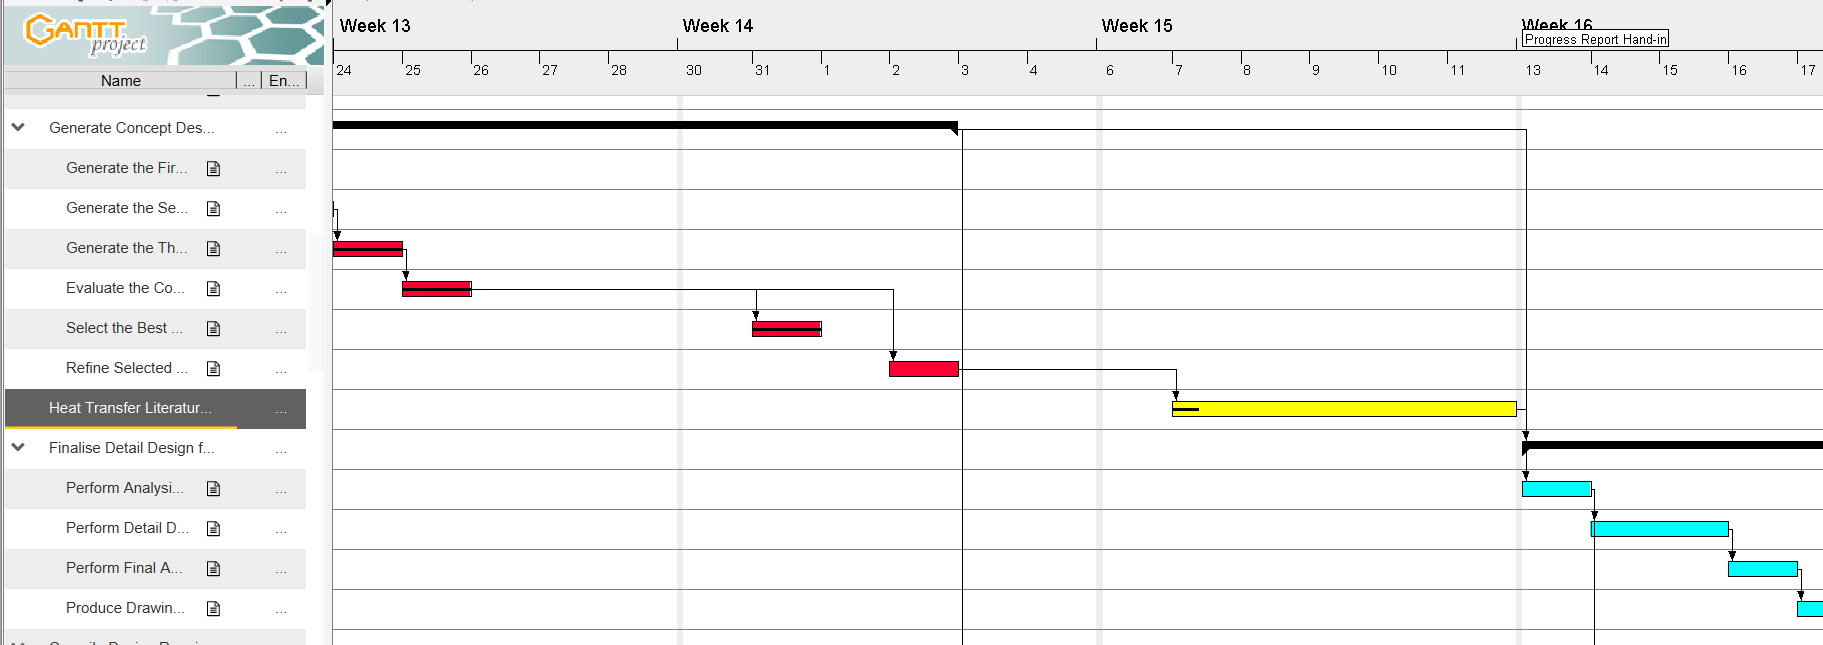 GANTT
project
Week 13
Week 14
Week 15
Week 16
Progress Report Hand-in
24 25 26 27 28 30 31 1 2 3 4 6 7 8 9 10 11 13 14 15 16 17
Name ... En...
Generate Concept Des... ...
Generate the Fir... ...
Generate the Se... ...
Generate the Th... ...
Evaluate the Co... ...
Select the Best ... ...
Refine Selected ... ...
Heat Transfer Literatur... ...
Finalise Detail Design f... ...
Perform Analysi... ...
Perform Detail D... ...
Perform Final A... ...
Produce Drawin... ...